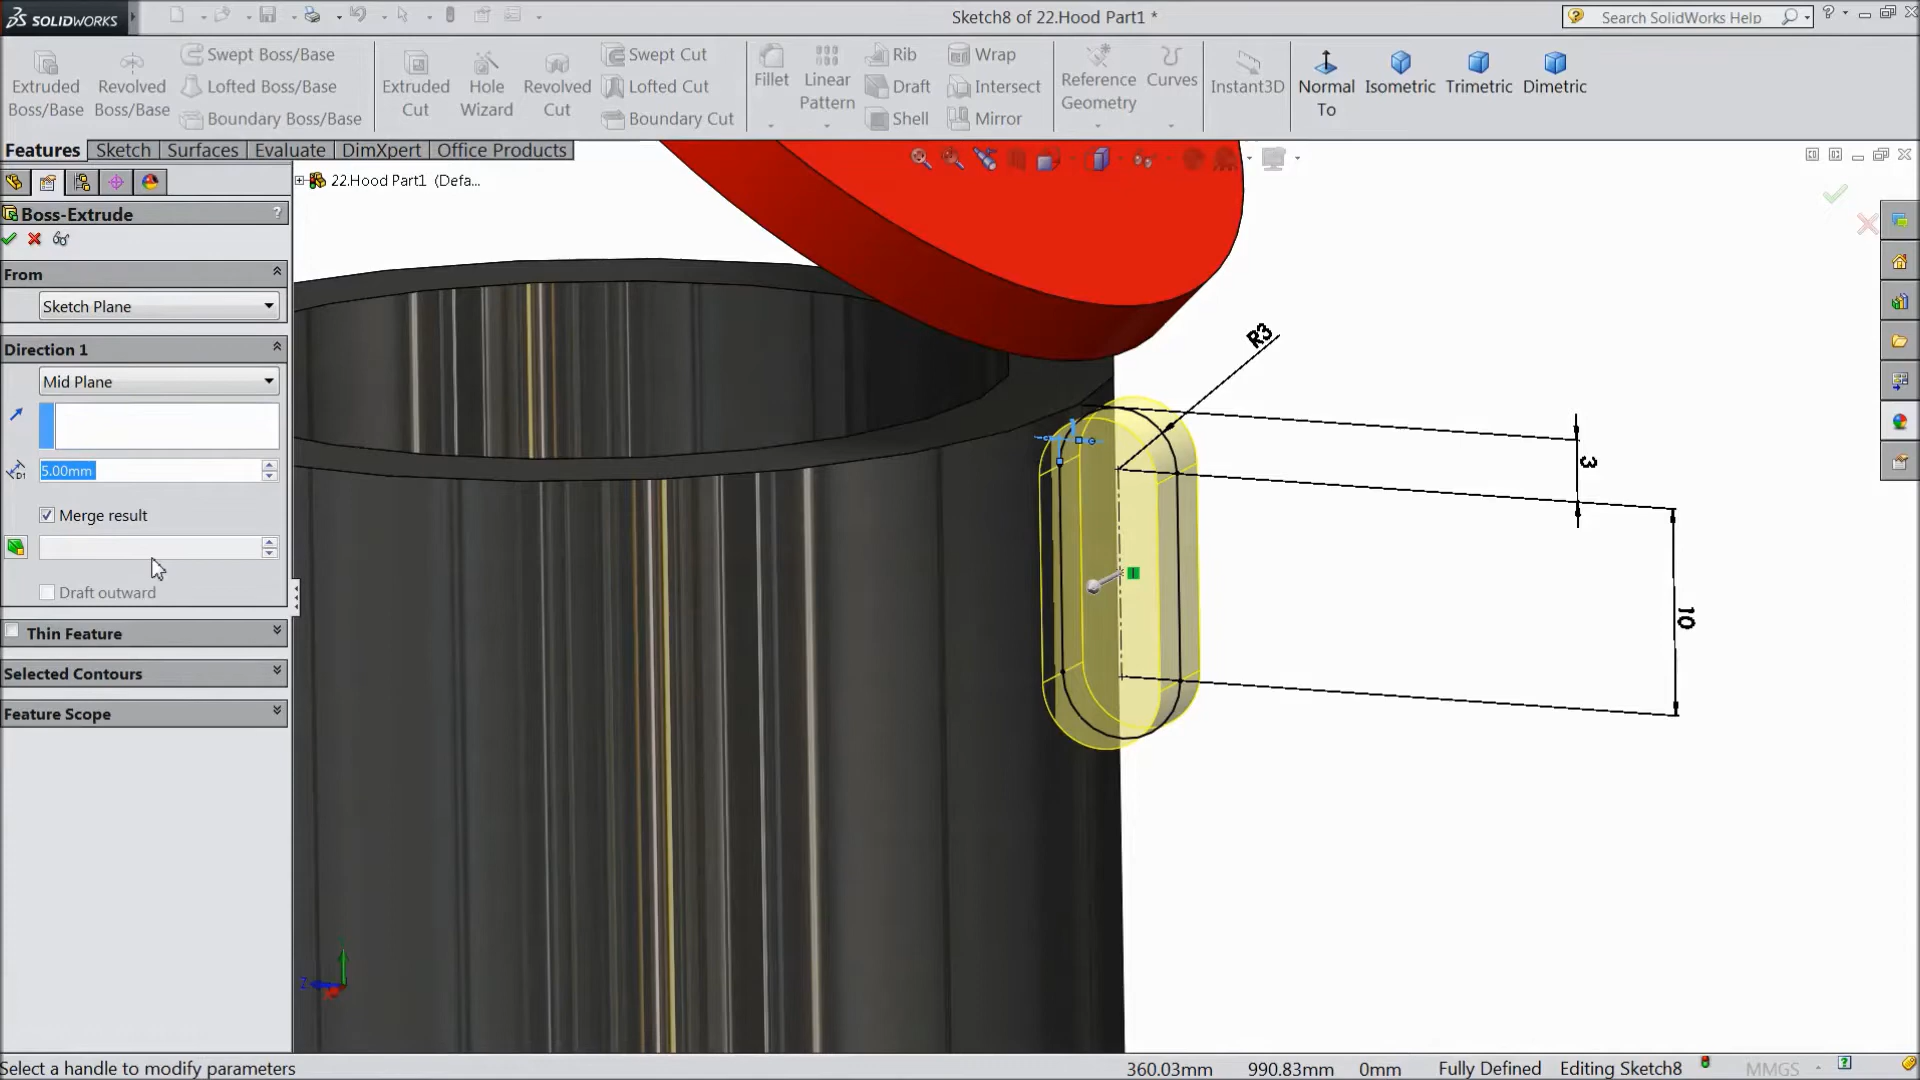 SOLIDWORKS
Sketch8 of 22.Hood Part1 *
Search SolidWorks Help
Extruded Boss/Base
Revolved Boss/Base
Swept Boss/Base
Lofted Boss/Base
Boundary Boss/Base
Extruded Cut
Hole Wizard
Revolved Cut
Swept Cut
Lofted Cut
Boundary Cut
Fillet
Linear Pattern
Rib
Draft
Shell
Wrap
Intersect
Mirror
Reference Geometry
Curves
Instant3D
Normal To
Isometric
Trimetric
Dimetric
Features
Sketch
Surfaces
Evaluate
DimXpert
Office Products
22.Hood Part1 (Defa...
Boss-Extrude
?
From
Sketch Plane
Direction 1
Mid Plane
D1
5.00mm
Merge result
Draft outward
Thin Feature
Selected Contours
Feature Scope
R3
3
10
Z
Select a handle to modify parameters
360.03mm
990.83mm
0mm
Fully Defined
Editing Sketch8
MMGS